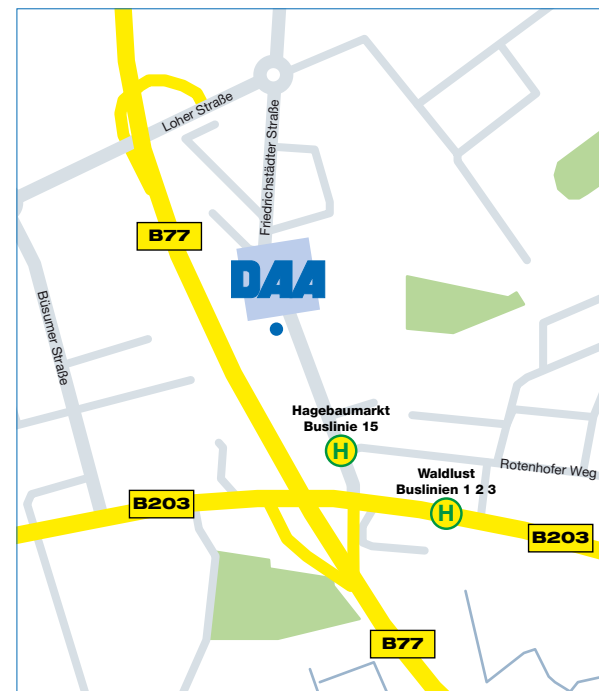 Loher Straße
Friedrichstädter Straße
B77
DAA
Büsumer Straße
Hagebaumarkt
Buslinie 15
H
Rotenhofer Weg
Waldlust
Buslinien 1 2 3
H
B203
B203
B77